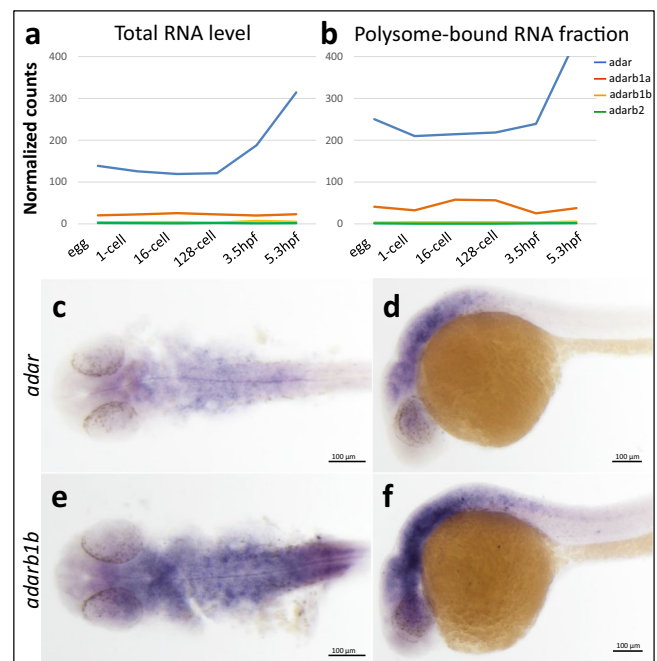 a Total RNA level
b Polysome-bound RNA fraction
Normalized counts
400
300
200
100
0
egg 1-cell 16-cell 128-cell 3.5hpf 5.3hpf
400
300
200
100
0
egg 1-cell 16-cell 128-cell 3.5hpf 5.3hpf
adar
adarb1a
adarb1b
adarb2
adar
c
100 µm
d
100 µm
adarb1b
e
100 µm
f
100 µm